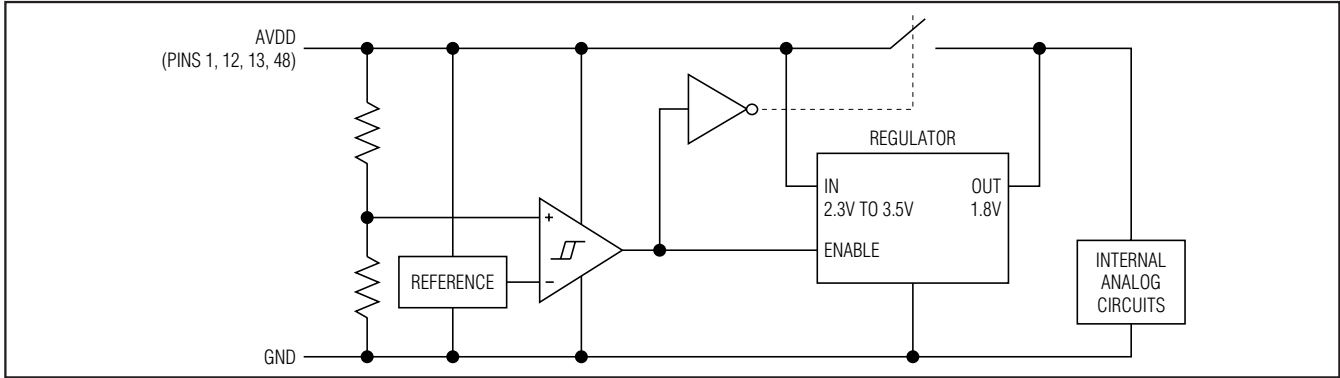 AVDD
(PINS 1, 12, 13, 48)
REGULATOR
IN
OUT
2.3V TO 3.5V
1.8V
+
ENABLE
REFERENCE
−
INTERNAL
ANALOG
CIRCUITS
GND